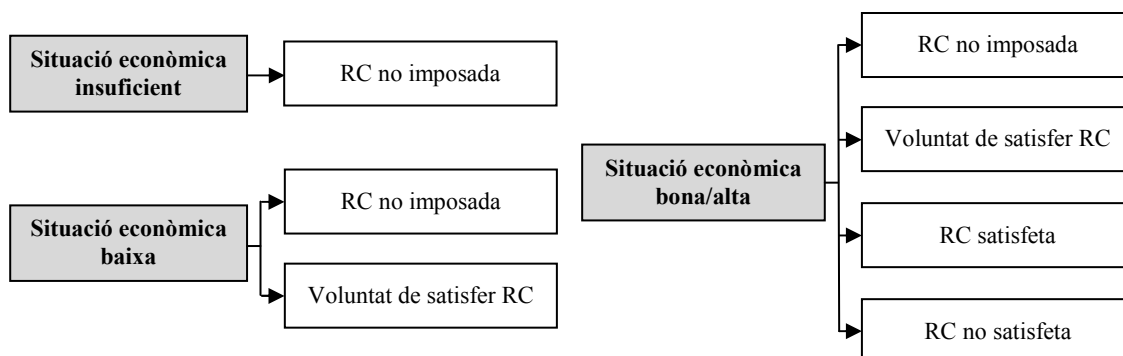 Situació econòmica
insuficient
RC no imposada
Situació econòmica
baixa
RC no imposada
Voluntat de satisfer RC
Situació econòmica
bona/alta
RC no imposada
Voluntat de satisfer RC
RC satisfeta
RC no satisfeta